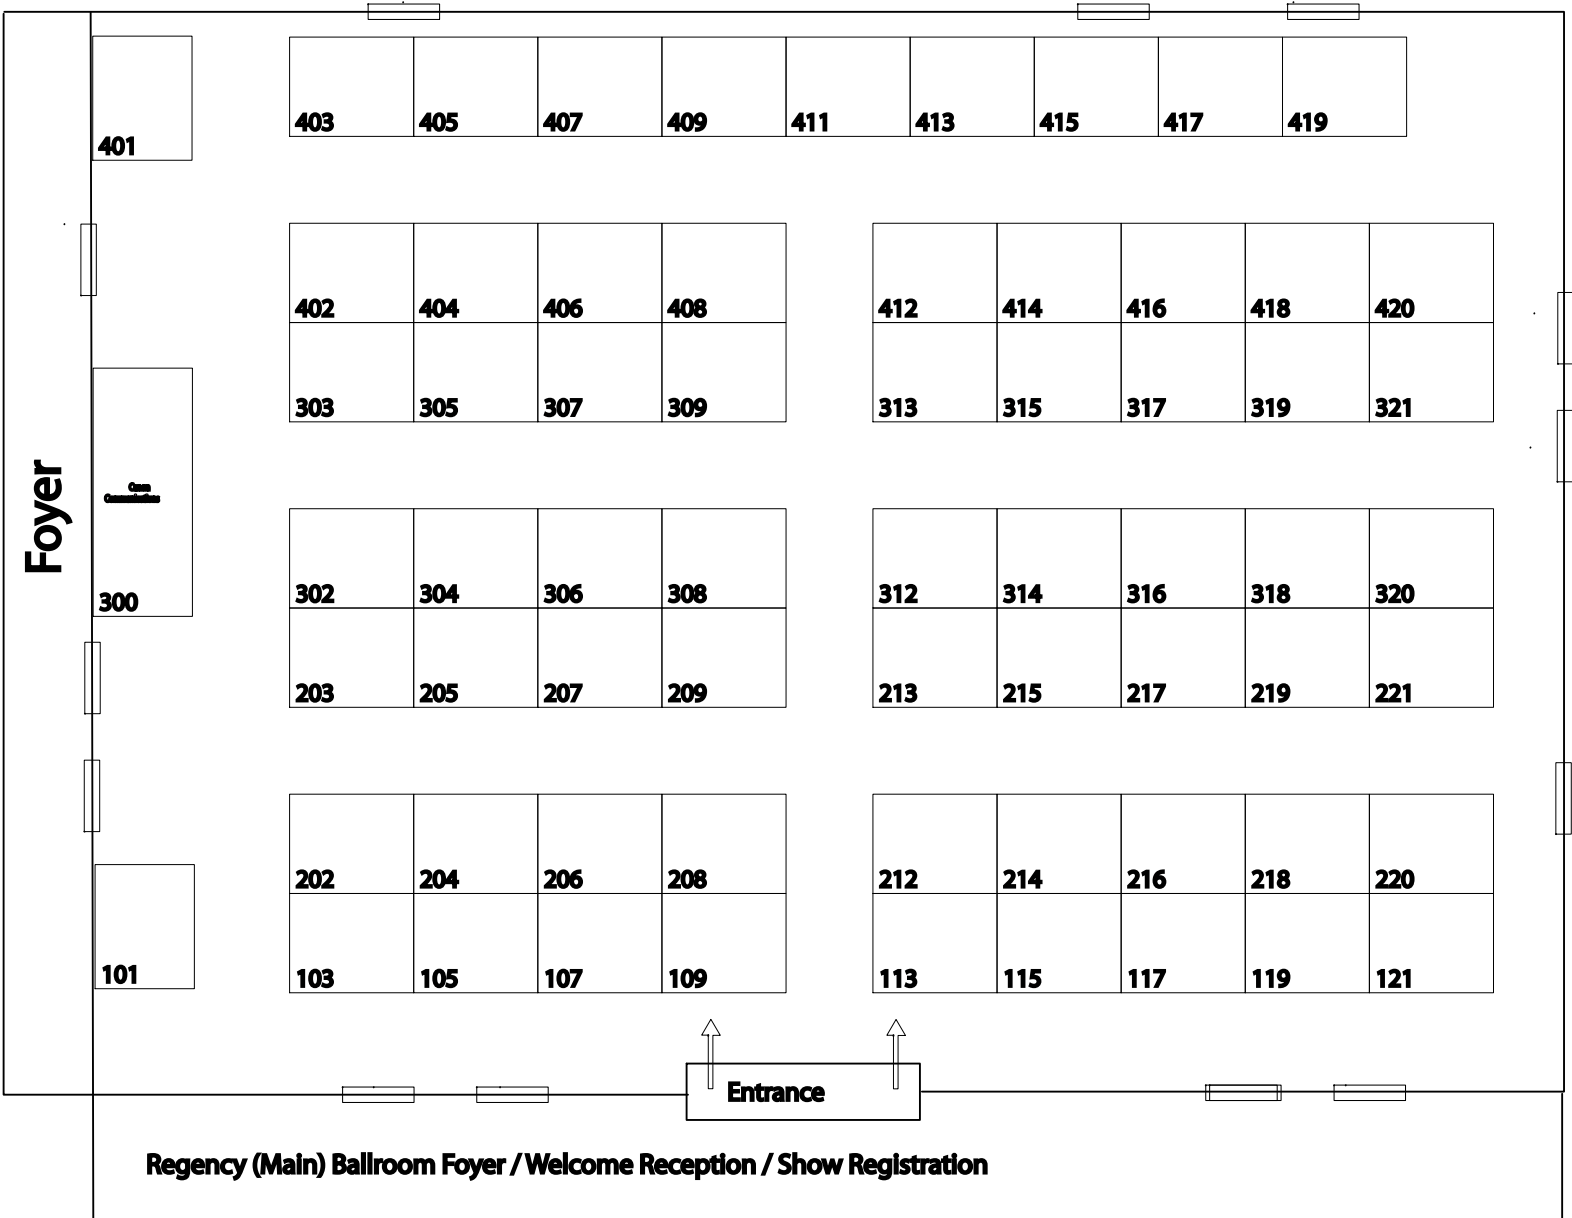 403 405 407 409 411 413 415 417 419
401
402 404 406 408 412 414 416 418 420
303 305 307 309 313 315 317 319 321
Foyer
Communications
300
302 304 306 308 312 314 316 318 320
203 205 207 209 213 215 217 219 221
202 204 206 208 212 214 216 218 220
101
103 105 107 109 113 115 117 119 121
Entrance
Regency (Main) Ballroom Foyer / Welcome Reception / Show Registration